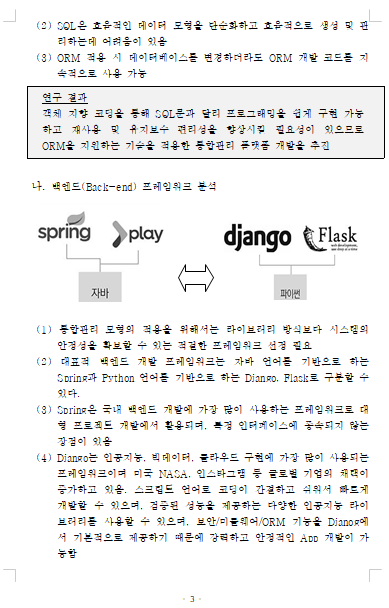 (2) SQL은 효율적인 데이터 모형을 단순화하고 효율적으로 생성 및 관
리하는데 어려움이 있음
(3) ORM 적용 시 데이터베이스를 변경하더라도 ORM 개발 코드를 지
속적으로 사용 가능
연구 결과
객체 지향 코딩을 통해 SQL문과 달리 프로그래밍을 쉽게 구현 가능
하고 재사용 및 유지보수 편리성을 향상시킬 필요성이 있으므로
ORM을 지원하는 기술을 적용한 통합관리 플랫폼 개발을 추진
나. 백엔드(Back-end) 프레임워크 분석
spring play django Flask
web development,
one drop at a time
자바 파이썬
(1) 통합관리 모형의 적용을 위해서는 라이브러리 방식보다 시스템의
안정성을 확보할 수 있는 적절한 프레임워크 선정 필요
(2) 대표적 백엔드 개발 프레임워크는 자바 언어를 기반으로 하는
Spring과 Python 언어를 기반으로 하는 Django, Flask로 구분할 수
있다.
(3) Spring은 국내 백엔드 개발에 가장 많이 사용하는 프레임워크로 대
형 프로젝트 개발에서 활용되며, 특정 인터페이스에 종속되지 않는
장점이 있음
(4) Django는 인공지능, 빅데이터, 클라우드 구현에 가장 많이 사용되는
프레임워크이며 미국 NASA, 인스타그램 등 글로벌 기업의 채택이
증가하고 있음. 스크립트 언어로 코딩이 간결하고 쉬워서 빠르게
개발할 수 있으며, 검증된 성능을 제공하는 다양한 인공지능 라이
브러리를 사용할 수 있으며, 보안/미들웨어/ORM 기능을 Dianog에
서 기본적으로 제공하기 때문에 강력하고 안정적인 App 개발이 가
능함
- 3 -